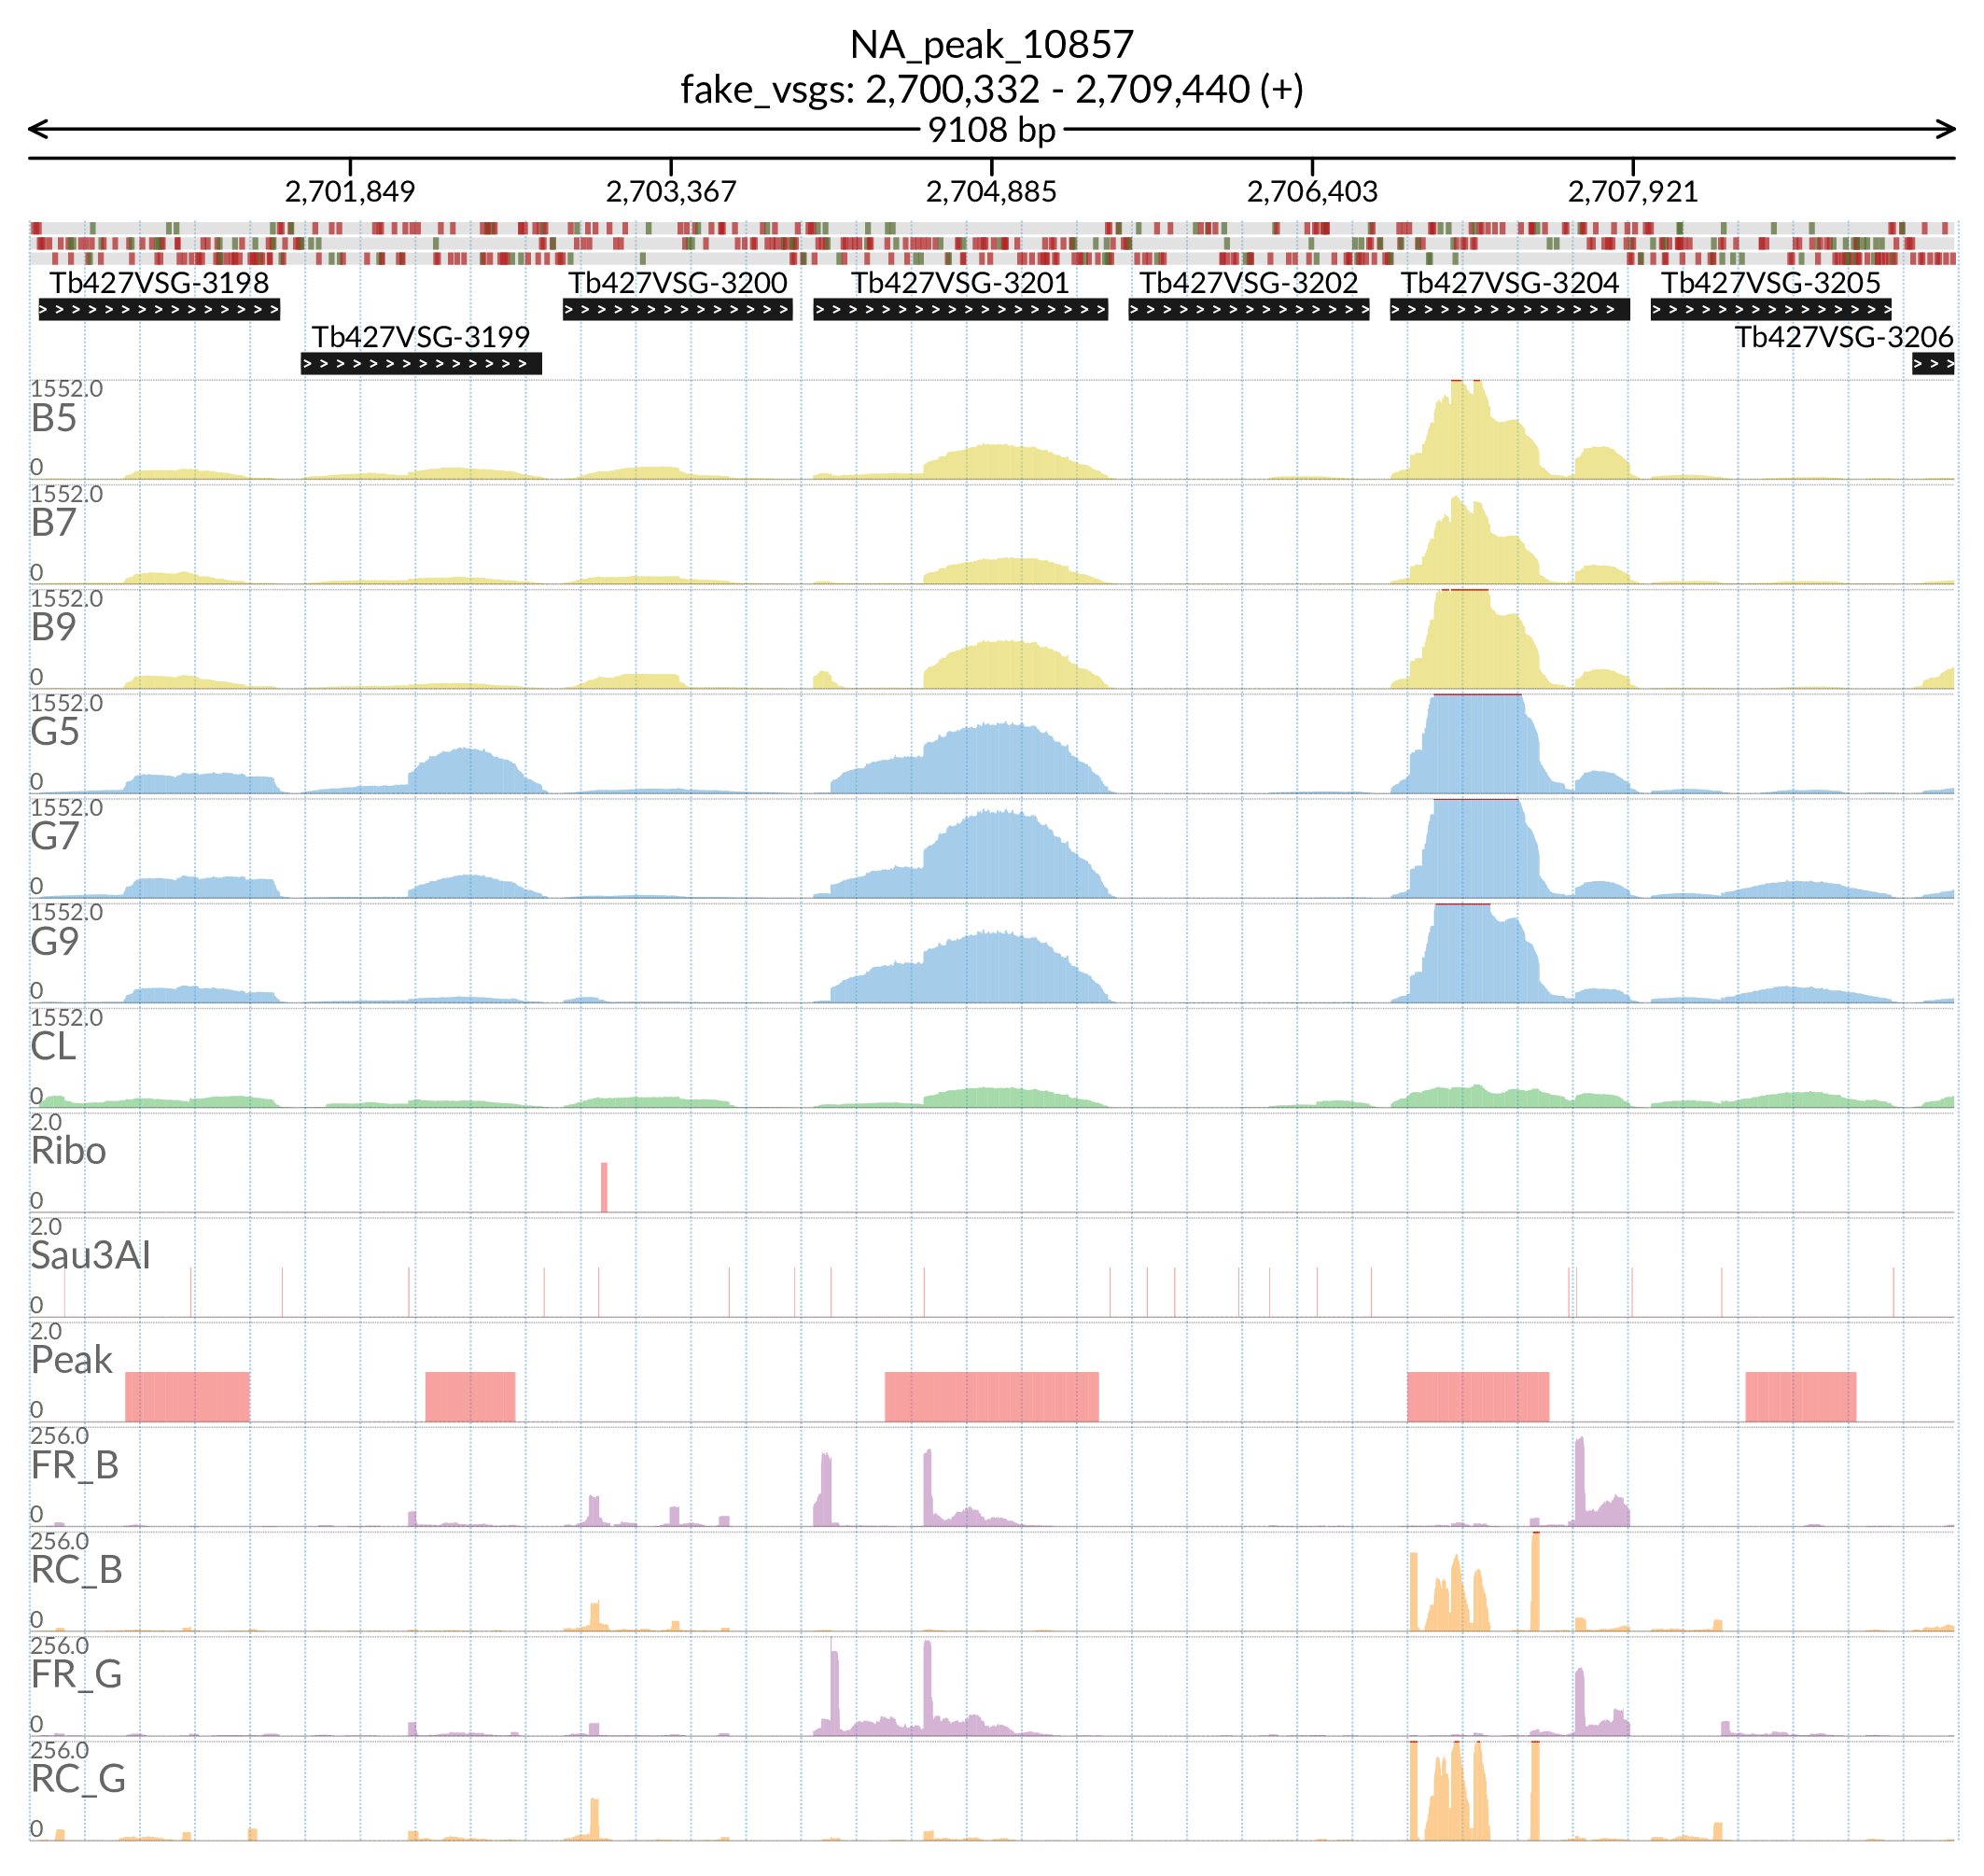 NA_peak_10857
fake_vsgs: 2,700,332 - 2,709,440 (+)
9108 bp
2,701,849 2,703,367 2,704,885 2,706,403 2,707,921
Tb427VSG-3198 Tb427VSG-3200 Tb427VSG-3201 Tb427VSG-3202 Tb427VSG-3204 Tb427VSG-3205
Tb427VSG-3199 Tb427VSG-3206
1552.0
B5
0
1552.0
B7
0
1552.0
B9
0
1552.0
G5
0
1552.0
G7
0
1552.0
G9
0
1552.0
CL
0
2.0
Ribo
0
2.0
Sau3AI
0
2.0
Peak
0
256.0
FR_B
0
256.0
RC_B
0
256.0
FR_G
0
256.0
RC_G
0